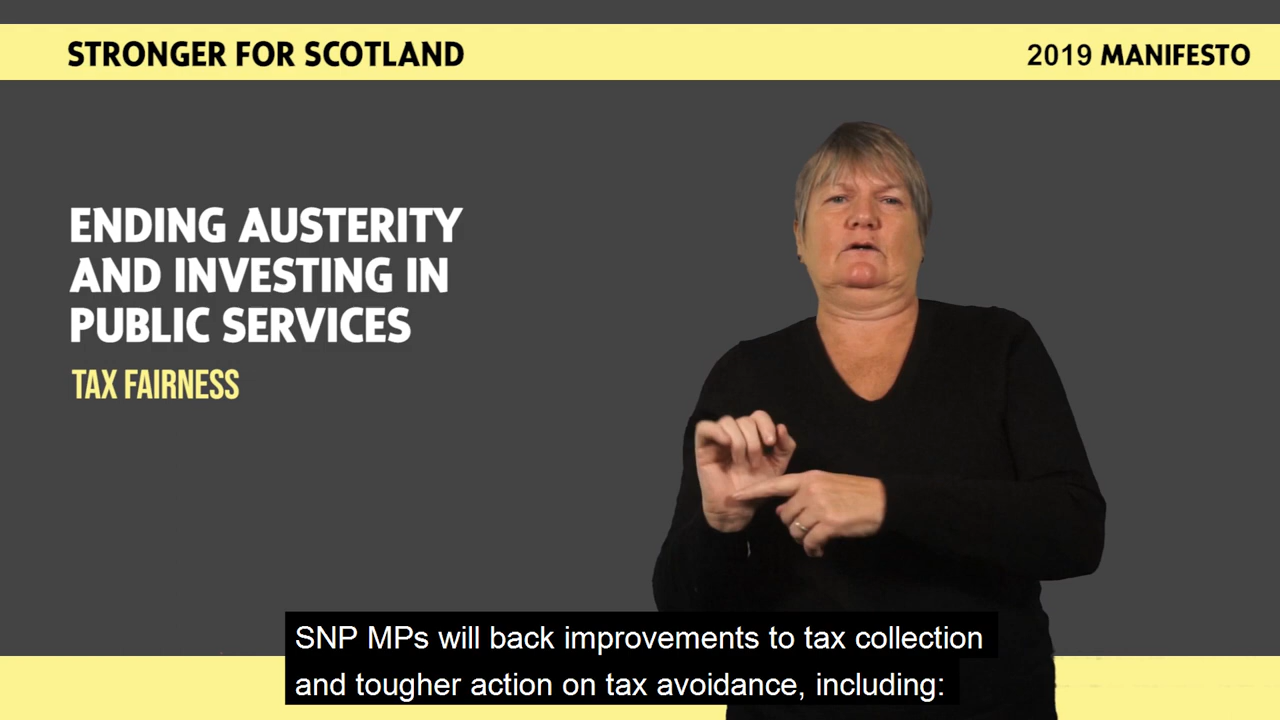 STRONGER FOR SCOTLAND
2019 MANIFESTO
ENDING AUSTERITY
AND INVESTING IN
PUBLIC SERVICES
TAX FAIRNESS
SNP MPs will back improvements to tax collection
and tougher action on tax avoidance, including: